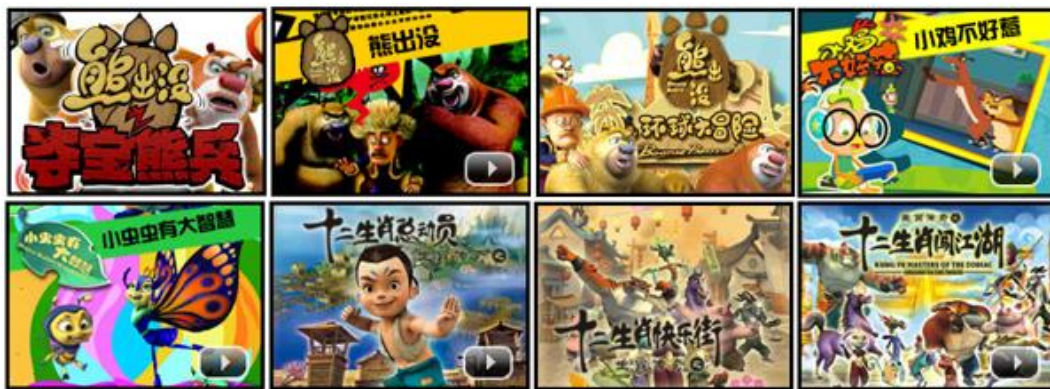 熊出没
夺宝熊兵
熊出没
熊出没
熊出没
环球大冒险
小鸡不好惹
小鸡不好惹
小虫虫有大智慧
小虫虫有
大智慧
十二生肖总动员
十二生肖快乐街
十二生肖闯江湖
KUNG FU MASTERS OF THE ZODIAC